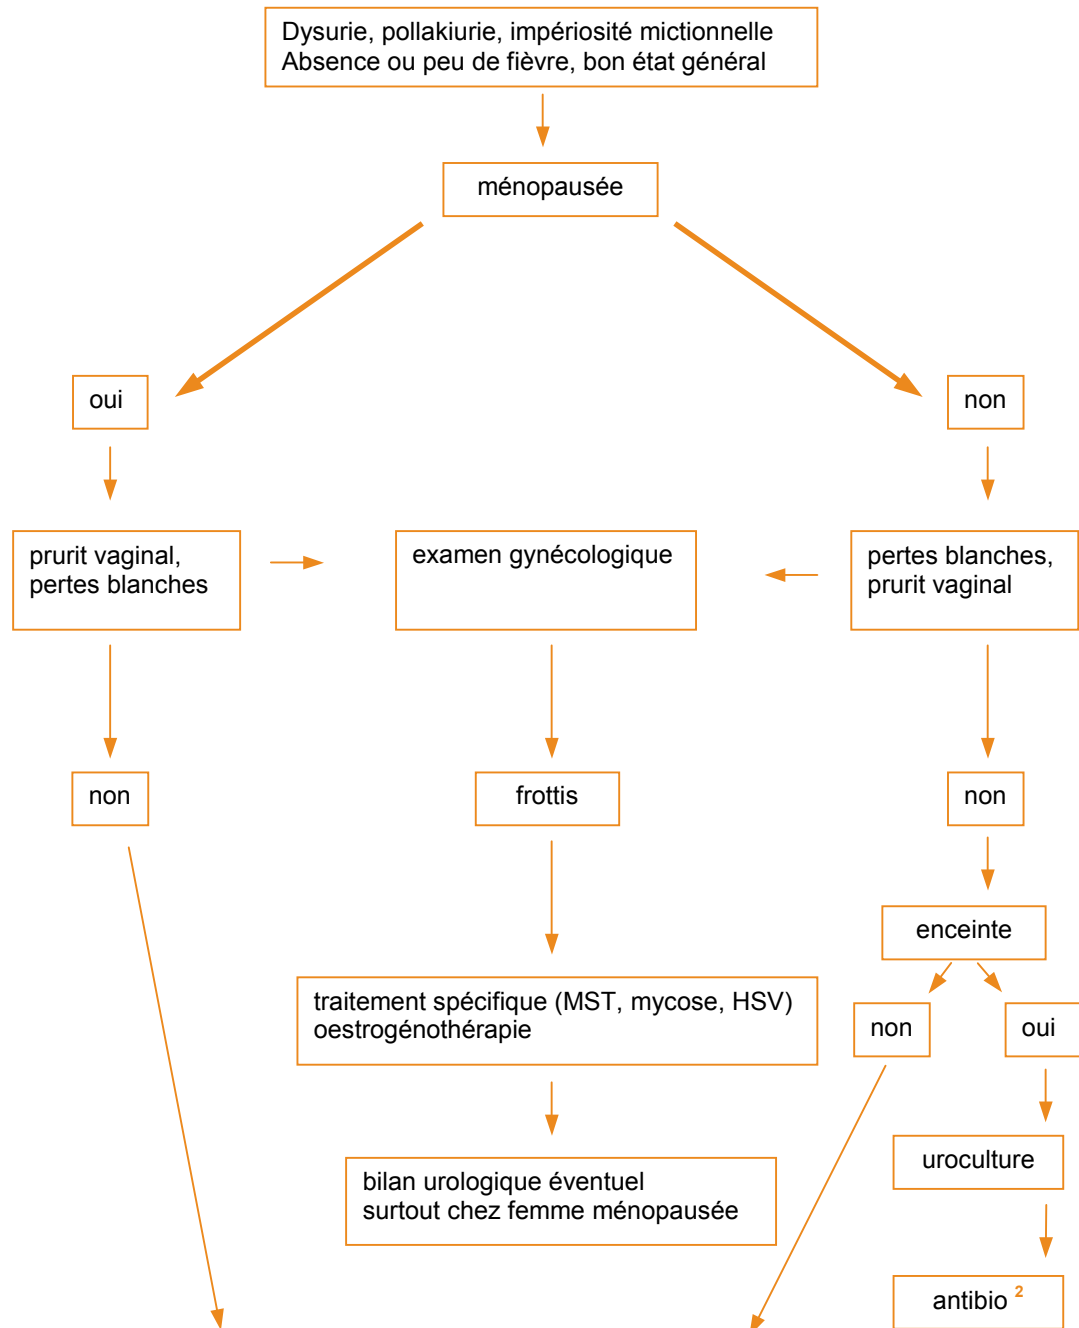 Dysurie, pollakiurie, impériosité mictionnelle
Absence ou peu de fièvre, bon état général
ménopausée
oui
non
prurit vaginal,
pertes blanches
examen gynécologique
pertes blanches,
prurit vaginal
non
frottis
non
enceinte
traitement spécifique (MST, mycose, HSV)
oestrogénothérapie
non
oui
uroculture
bilan urologique éventuel
surtout chez femme ménopausée
antibio 2